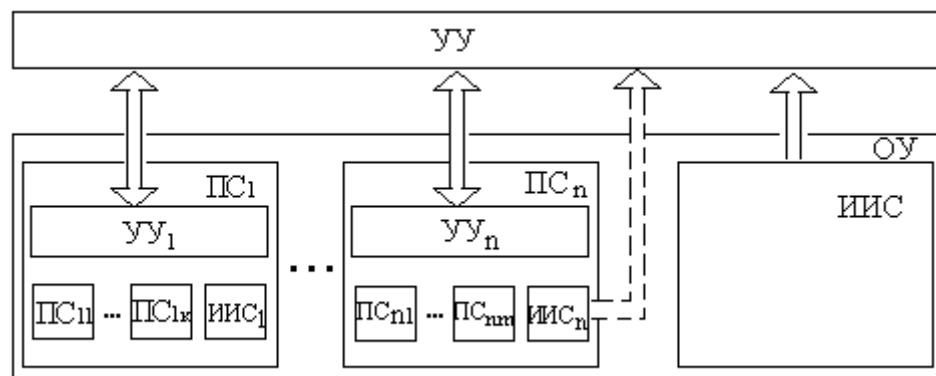 УУ
ОУ
ПС1 ПСn ИИС
УУ1 УУn
...
ПС11 ... ПС1к ИИС1 ПСn1 ... ПСnm ИИСn